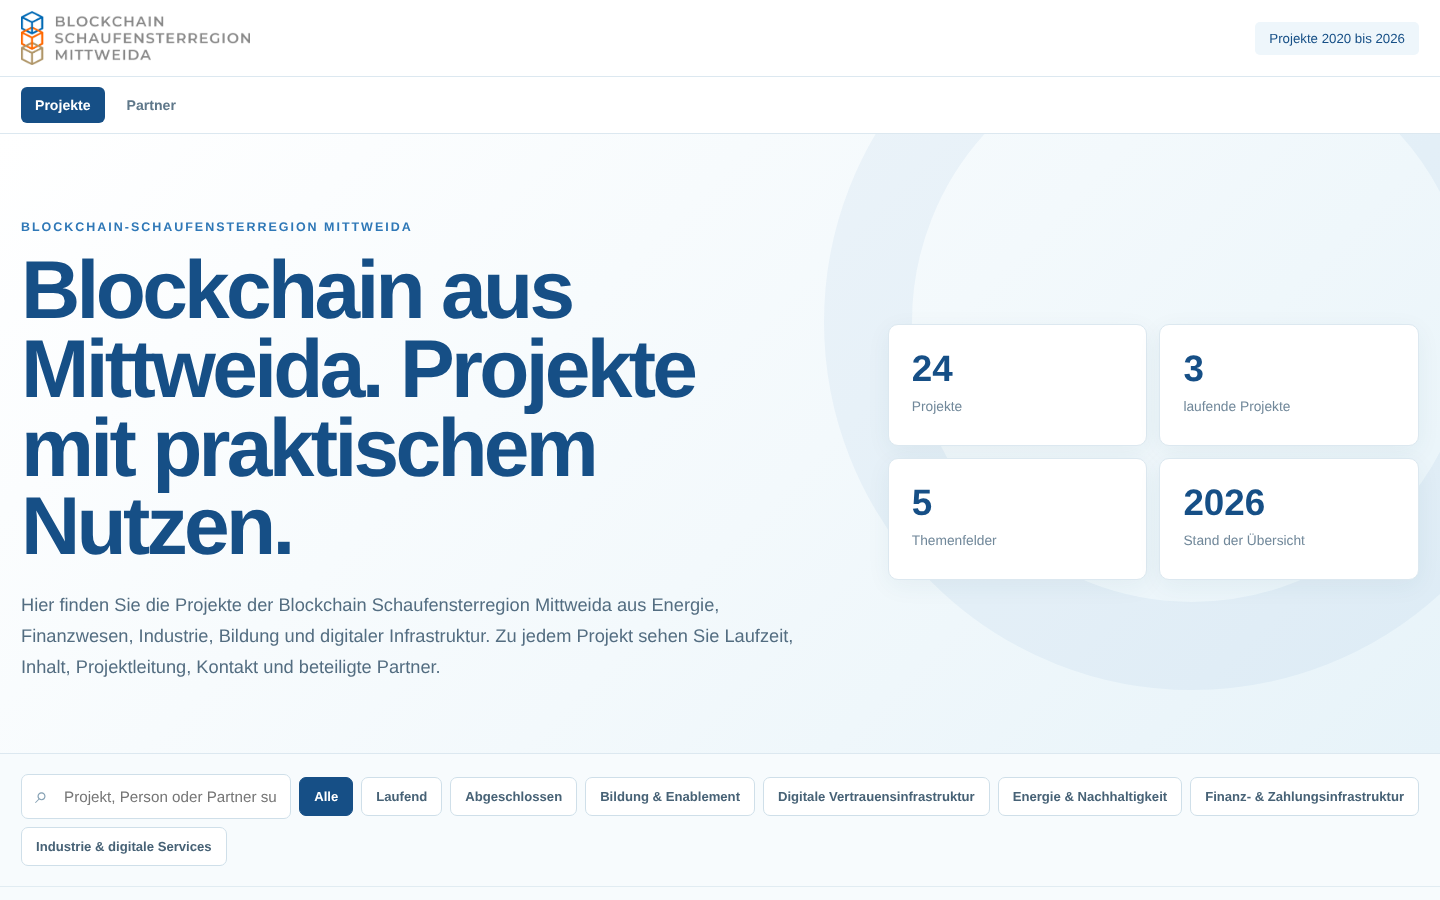 BLOCKCHAIN
SCHAUFENSTERREGION
MITTWEIDA
Projekte 2020 bis 2026
Projekte
Partner
BLOCKCHAIN-SCHAUFENSTERREGION MITTWEIDA
Blockchain aus
Mittweida. Projekte
mit praktischem
Nutzen.
Hier finden Sie die Projekte der Blockchain Schaufensterregion Mittweida aus Energie,
Finanzwesen, Industrie, Bildung und digitaler Infrastruktur. Zu jedem Projekt sehen Sie Laufzeit,
Inhalt, Projektleitung, Kontakt und beteiligte Partner.
24
Projekte
3
laufende Projekte
5
Themenfelder
2026
Stand der Übersicht
Projekt, Person oder Partner su
Alle
Laufend
Abgeschlossen
Bildung & Enablement
Digitale Vertrauensinfrastruktur
Energie & Nachhaltigkeit
Finanz- & Zahlungsinfrastruktur
Industrie & digitale Services